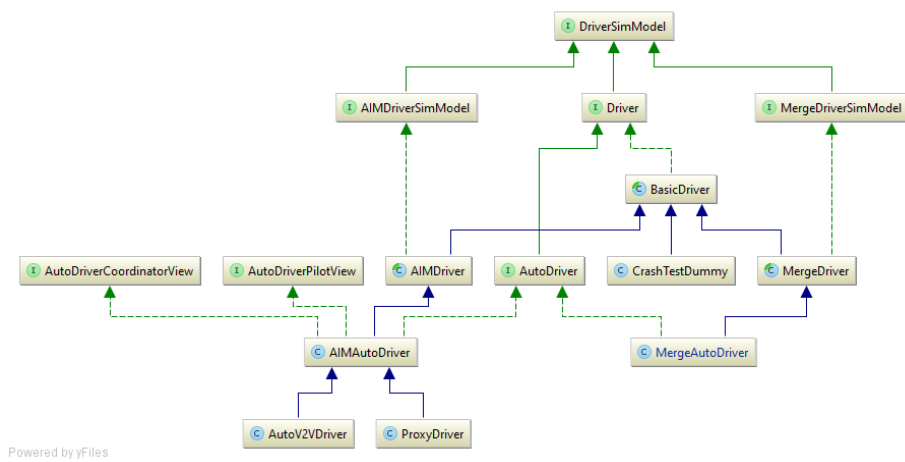 I DriverSimModel
I AIMDriverSimModel
I Driver
I MergeDriverSimModel
C BasicDriver
I AutoDriverCoordinatorView
I AutoDriverPilotView
C AIMDriver
I AutoDriver
C CrashTestDummy
C MergeDriver
C AIMAutoDriver
C MergeAutoDriver
C AutoV2VDriver
C ProxyDriver
Powered by yFiles